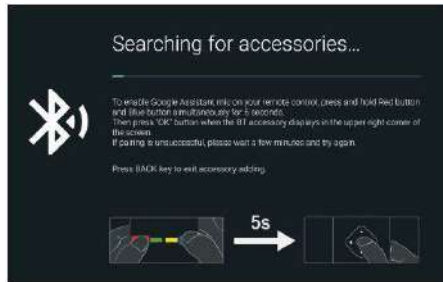 Searching for accessories...
To enable Google Assistant mic on your remote control, press and hold Red button
and Blue button simultaneously for 5 seconds.
Then press "OK" button when the BT accessory displays in the upper right corner of
the screen.
If pairing is unsuccessful, please wait a few minutes and try again.
Press BACK key to exit accessory adding.
5s